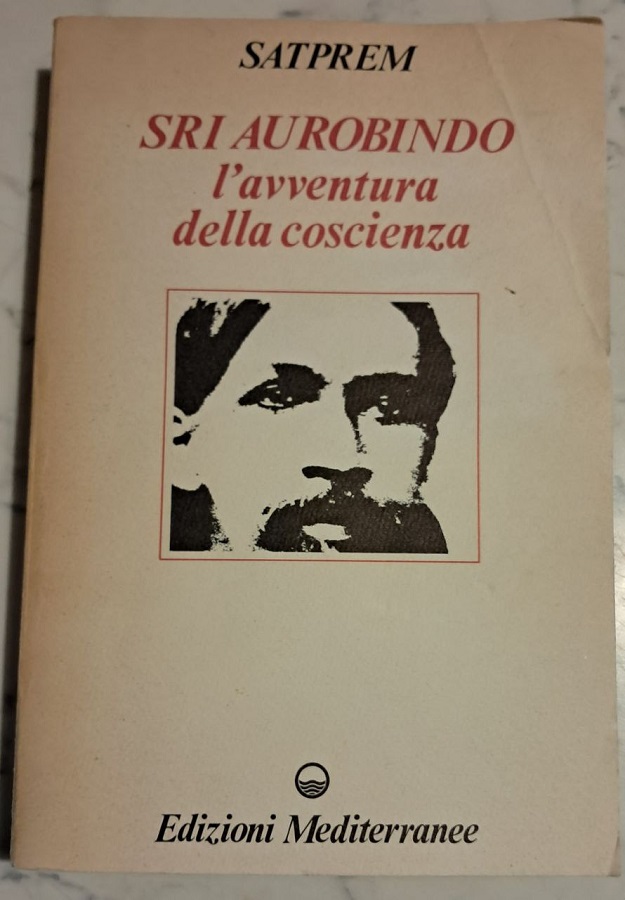 SATPREM
SRI AUROBINDO
l'avventura
della coscienza
Edizioni Mediterranee